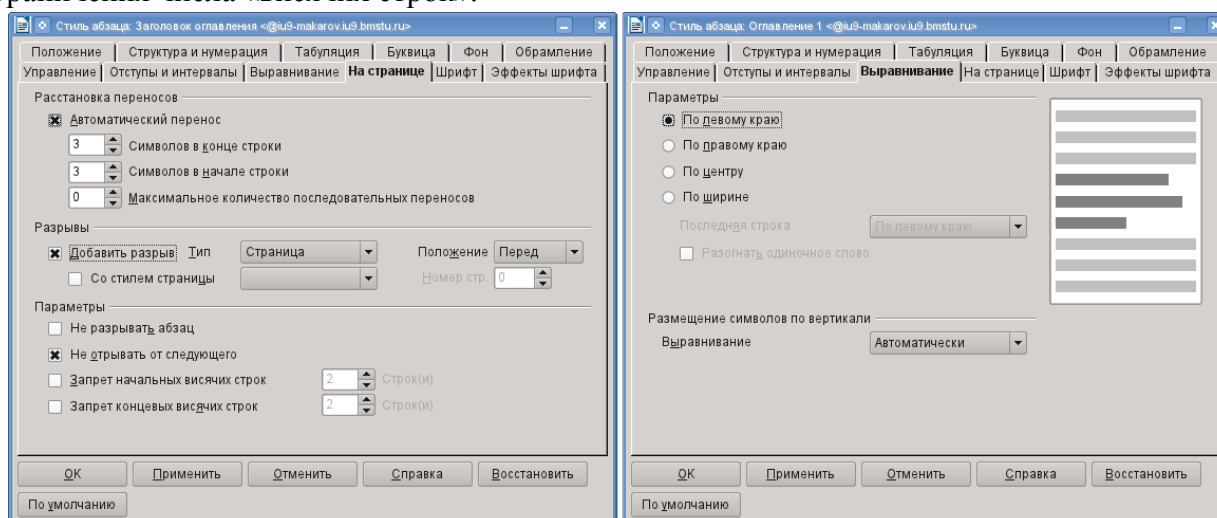 Стиль абзаца: Заголовок оглавления <@iu9-makarov.iu9.bmstu.ru>
Положение Структура и нумерация Табуляция Буквица Фон Обрамление
Управление Отступы и интервалы Выравнивание На странице Шрифт Эффекты шрифта
Расстановка переносов
Автоматический перенос
3 Символов в конце строки
3 Символов в начале строки
0 Максимальное количество последовательных переносов
Разрывы
Добавить разрыв Тип Страница Положение Перед
Со стилем страницы Номер стр. 0
Параметры
Не разрывать абзац
Не отрывать от следующего
Запрет начальных висячих строк 2 Строк(и)
Запрет концевых висячих строк 2 Строк(и)
OK Применить Отменить Справка Восстановить
По умолчанию
Стиль абзаца: Оглавление 1 <@iu9-makarov.iu9.bmstu.ru>
Положение Структура и нумерация Табуляция Буквица Фон Обрамление
Управление Отступы и интервалы Выравнивание На странице Шрифт Эффекты шрифта
Параметры
По левому краю
По правому краю
По центру
По ширине
Последняя строка По левому краю
Разогнать одиночное слово
Размещение символов по вертикали
Выравнивание Автоматически
OK Применить Отменить Справка Восстановить
По умолчанию